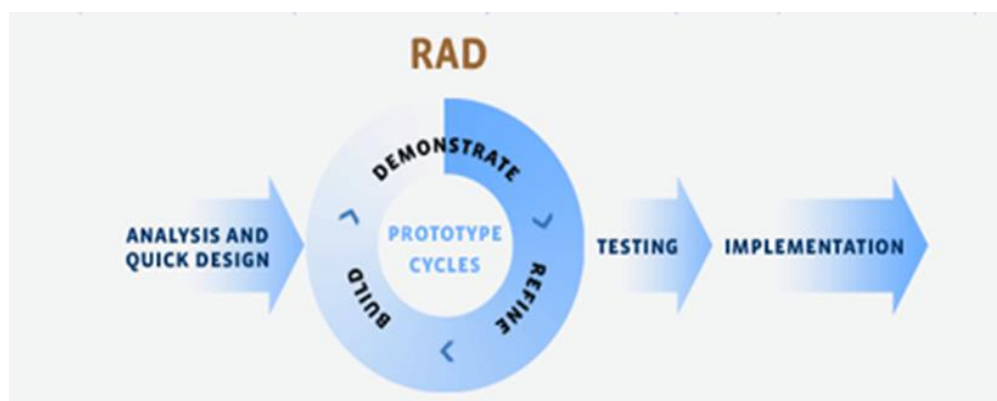 RAD
ANALYSIS AND
QUICK DESIGN
DEMONSTRATE
PROTOTYPE
CYCLES
BUILD
REFINE
TESTING
IMPLEMENTATION